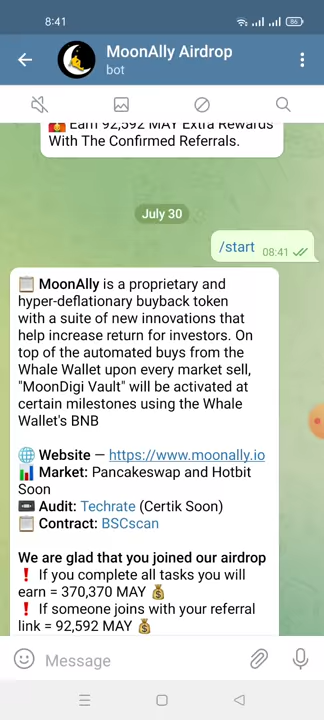 8:41
86
MoonAlly Airdrop
bot
Earn 92,592 MAY Extra Rewards
With The Confirmed Referrals.
July 30
/start 08:41
MoonAlly is a proprietary and
hyper-deflationary buyback token
with a suite of new innovations that
help increase return for investors. On
top of the automated buys from the
Whale Wallet upon every market sell,
"MoonDigi Vault" will be activated at
certain milestones using the Whale
Wallet's BNB
Website — https://www.moonally.io
Market: Pancakeswap and Hotbit
Soon
Audit: Techrate (Certik Soon)
Contract: BSCscan
We are glad that you joined our airdrop
❗ If you complete all tasks you will
earn = 370,370 MAY 💰
❗ If someone joins with your referral
link = 92,592 MAY 💰
Message